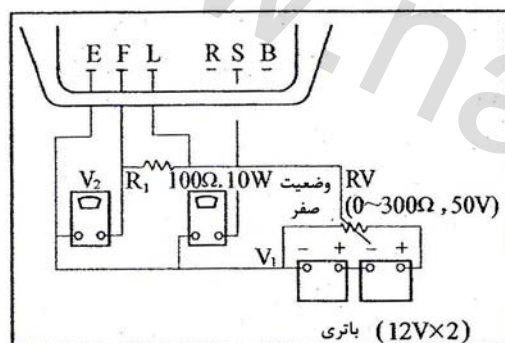 E F L R S B
V₂ R₁ 100Ω.10W وضعیت صفر RV
(0~300Ω, 50V)
V₁ − + − +
باتری (12V×2)